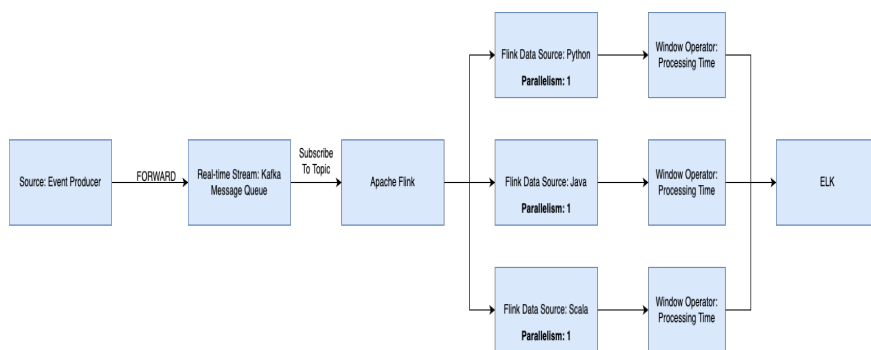 Flink Data Source: Python
Parallelism: 1
Window Operator:
Processing Time
Source: Event Producer
FORWARD
Real-time Stream: Kafka
Message Queue
Subscribe
To Topic
Apache Flink
Flink Data Source: Java
Parallelism: 1
Window Operator:
Processing Time
ELK
Flink Data Source: Scala
Parallelism: 1
Window Operator:
Processing Time